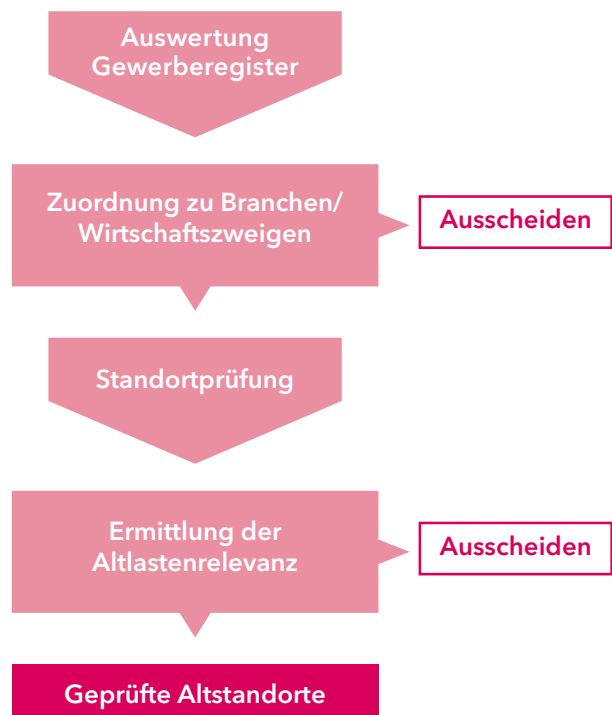 Auswertung
Gewerberegister
Zuordnung zu Branchen/
Wirtschaftszweigen
Ausscheiden
Standortprüfung
Ermittlung der
Altlastenrelevanz
Ausscheiden
Geprüfte Altstandorte